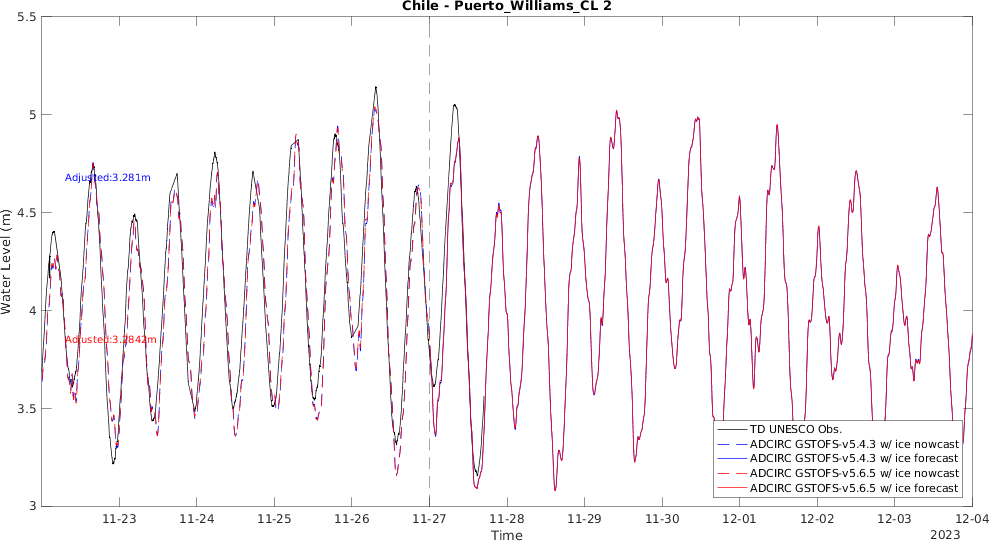 Chile - Puerto_Williams_CL 2
5.5
5
4.5
4
3.5
3
Water Level (m)
Adjusted:3.281m
Adjusted:3.2842m
TD UNESCO Obs.
ADCIRC GSTOFS-v5.4.3 w/ ice nowcast
ADCIRC GSTOFS-v5.4.3 w/ ice forecast
ADCIRC GSTOFS-v5.6.5 w/ ice nowcast
ADCIRC GSTOFS-v5.6.5 w/ ice forecast
11-23 11-24 11-25 11-26 11-27 11-28 11-29 11-30 12-01 12-02 12-03 12-04
Time
2023